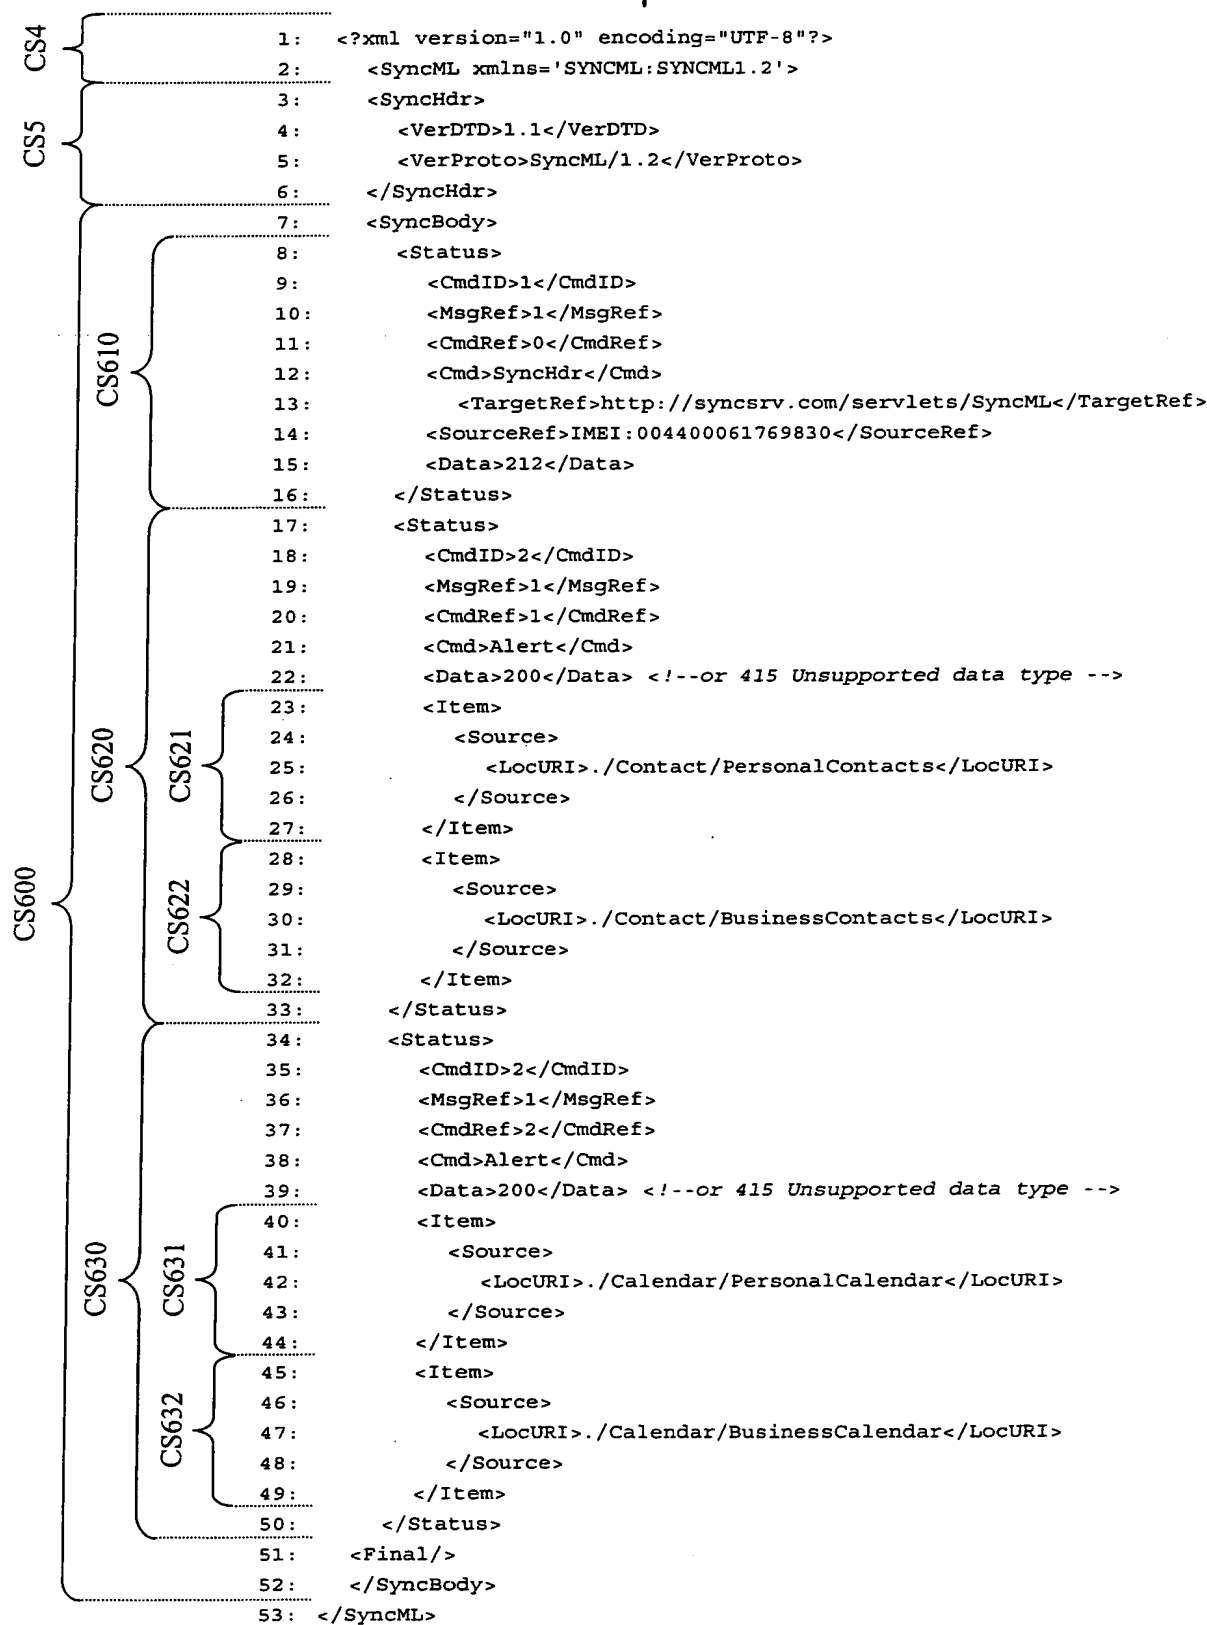 CS4
1: <?xml version="1.0" encoding="UTF-8"?>
2: <SyncML xmlns='SYNCML:SYNCML1.2'>
CS5
3: <SyncHdr>
4: <VerDTD>1.1</VerDTD>
5: <VerProto>SyncML/1.2</VerProto>
6: </SyncHdr>
CS600
7: <SyncBody>
CS610
8: <Status>
9: <CmdID>1</CmdID>
10: <MsgRef>1</MsgRef>
11: <CmdRef>0</CmdRef>
12: <Cmd>SyncHdr</Cmd>
13: <TargetRef>http://syncsrv.com/servlets/SyncML</TargetRef>
14: <SourceRef>IMEI:004400061769830</SourceRef>
15: <Data>212</Data>
16: </Status>
CS620
17: <Status>
18: <CmdID>2</CmdID>
19: <MsgRef>1</MsgRef>
20: <CmdRef>1</CmdRef>
21: <Cmd>Alert</Cmd>
22: <Data>200</Data> <!--or 415 Unsupported data type -->
CS621
23: <Item>
24: <Source>
25: <LocURI>./Contact/PersonalContacts</LocURI>
26: </Source>
27: </Item>
CS622
28: <Item>
29: <Source>
30: <LocURI>./Contact/BusinessContacts</LocURI>
31: </Source>
32: </Item>
33: </Status>
CS630
34: <Status>
35: <CmdID>2</CmdID>
36: <MsgRef>1</MsgRef>
37: <CmdRef>2</CmdRef>
38: <Cmd>Alert</Cmd>
39: <Data>200</Data> <!--or 415 Unsupported data type -->
CS631
40: <Item>
41: <Source>
42: <LocURI>./Calendar/PersonalCalendar</LocURI>
43: </Source>
44: </Item>
CS632
45: <Item>
46: <Source>
47: <LocURI>./Calendar/BusinessCalendar</LocURI>
48: </Source>
49: </Item>
50: </Status>
51: <Final/>
52: </SyncBody>
53: </SyncML>